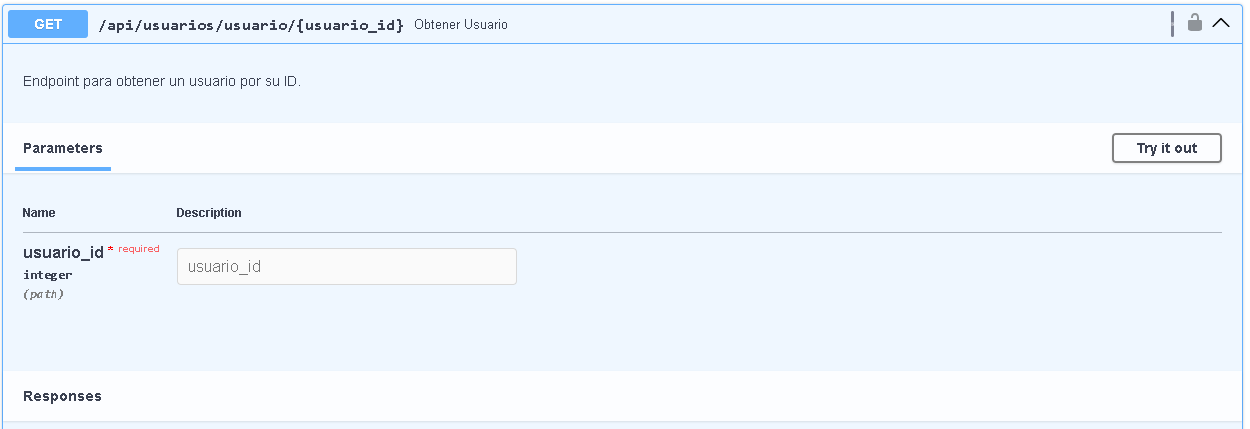 GET /api/usuarios/usuario/{usuario_id} Obtener Usuario
Endpoint para obtener un usuario por su ID.
Parameters Try it out
Name Description
usuario_id * required
integer
(path)
usuario_id
Responses